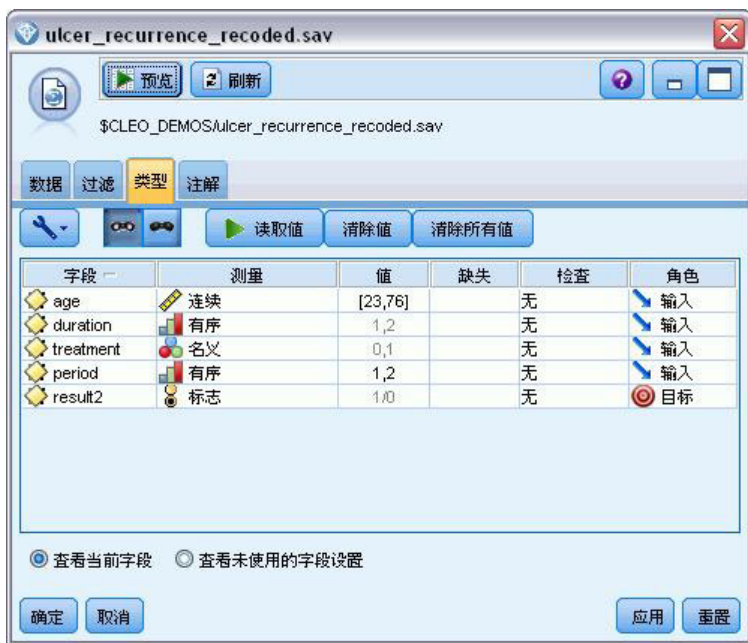 ulcer_recurrence_recoded.sav
预览 刷新
$CLEO_DEMOS/ulcer_recurrence_recoded.sav
数据 过滤 类型 注解
读取值 清除值 清除所有值
字段 测量 值 缺失 检查 角色
age 连续 [23,76] 无 输入
duration 有序 1,2 无 输入
treatment 名义 0,1 无 输入
period 有序 1,2 无 输入
result2 标志 1/0 无 目标
查看当前字段 查看未使用的字段设置
确定 取消 应用 重置